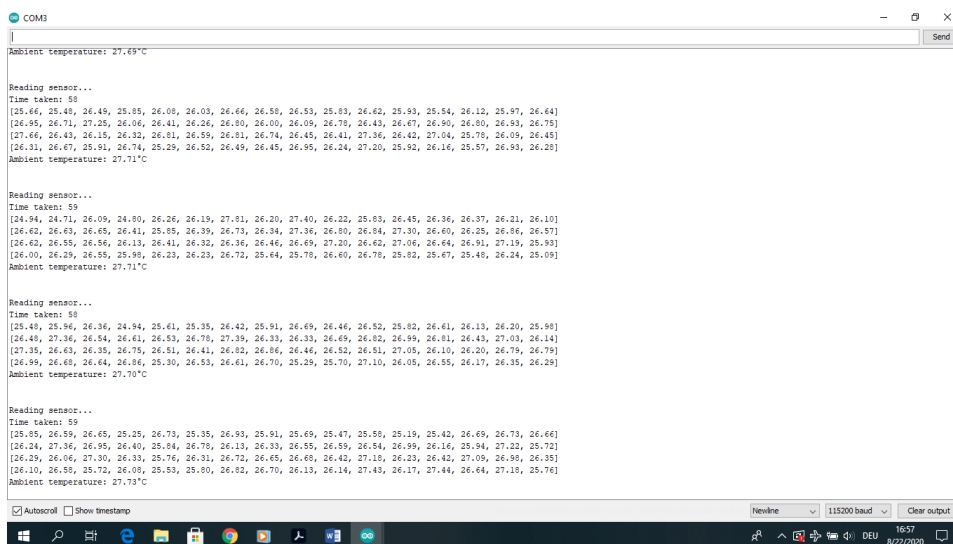 COM3
Send
Ambient temperature: 27.69°C
Reading sensor...
Time taken: 58
[25.66, 25.48, 26.49, 25.85, 26.08, 26.03, 26.66, 26.58, 26.53, 25.83, 26.62, 25.93, 25.54, 26.12, 25.97, 26.64]
[26.95, 26.71, 27.25, 26.06, 26.41, 26.26, 26.80, 26.00, 26.09, 26.78, 26.43, 26.67, 26.90, 26.80, 26.93, 26.75]
[27.66, 26.43, 26.15, 26.32, 26.81, 26.59, 26.81, 26.74, 26.45, 26.41, 27.36, 26.42, 27.04, 25.78, 26.09, 26.45]
[26.31, 26.67, 25.91, 26.74, 25.29, 26.52, 26.49, 26.45, 26.95, 26.24, 27.20, 25.92, 26.16, 25.57, 26.93, 26.28]
Ambient temperature: 27.71°C
Reading sensor...
Time taken: 59
[24.94, 24.71, 26.09, 24.80, 26.26, 26.19, 27.81, 26.20, 27.40, 26.22, 25.83, 26.45, 26.36, 26.37, 26.21, 26.10]
[26.62, 26.63, 26.65, 26.41, 25.85, 26.39, 26.73, 26.34, 27.36, 26.80, 26.84, 27.30, 26.60, 26.25, 26.86, 26.57]
[26.62, 26.55, 26.56, 26.13, 26.41, 26.32, 26.36, 26.46, 26.69, 27.20, 26.62, 27.06, 26.64, 26.91, 27.19, 25.93]
[26.00, 26.29, 26.55, 25.98, 26.23, 26.23, 26.72, 25.64, 25.78, 26.60, 26.78, 25.82, 25.67, 25.48, 26.24, 25.09]
Ambient temperature: 27.71°C
Reading sensor...
Time taken: 58
[25.48, 25.96, 26.36, 24.94, 25.61, 25.35, 26.42, 25.91, 26.69, 26.46, 26.52, 25.82, 26.61, 26.13, 26.20, 25.98]
[26.48, 27.36, 26.54, 26.61, 26.53, 26.78, 27.39, 26.33, 26.33, 26.69, 26.82, 26.99, 26.81, 26.43, 27.03, 26.14]
[27.35, 26.63, 26.35, 26.75, 26.51, 26.41, 26.82, 26.86, 26.46, 26.52, 26.51, 27.05, 26.10, 26.20, 26.79, 26.79]
[26.99, 26.68, 26.64, 26.86, 25.30, 26.53, 26.61, 26.70, 25.29, 25.70, 27.10, 26.05, 26.55, 26.17, 26.35, 26.29]
Ambient temperature: 27.70°C
Reading sensor...
Time taken: 59
[25.85, 26.59, 26.65, 25.25, 26.73, 25.35, 26.93, 25.91, 25.69, 25.47, 25.58, 25.19, 25.42, 26.69, 26.73, 26.66]
[26.24, 27.36, 26.95, 26.40, 25.84, 26.78, 26.13, 26.33, 26.55, 26.59, 26.54, 26.99, 26.16, 25.94, 27.22, 25.72]
[26.29, 26.06, 27.30, 26.33, 25.76, 26.31, 26.72, 26.65, 26.68, 26.42, 27.18, 26.23, 26.42, 27.09, 26.98, 26.35]
[26.10, 26.58, 25.72, 26.08, 25.53, 25.80, 26.82, 26.70, 26.13, 26.14, 27.43, 26.17, 27.44, 26.64, 27.18, 25.76]
Ambient temperature: 27.73°C
Autoscroll Show timestamp Newline 115200 baud Clear output
DEU 16:57
8/22/2020